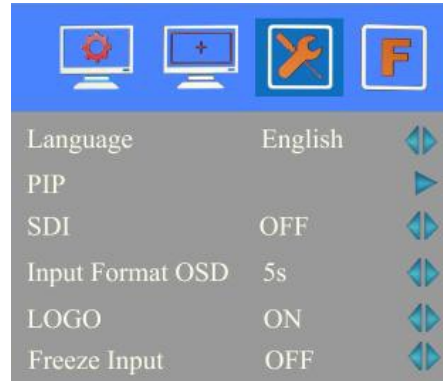 F
Language English
PIP
SDI OFF
Input Format OSD 5s
LOGO ON
Freeze Input OFF